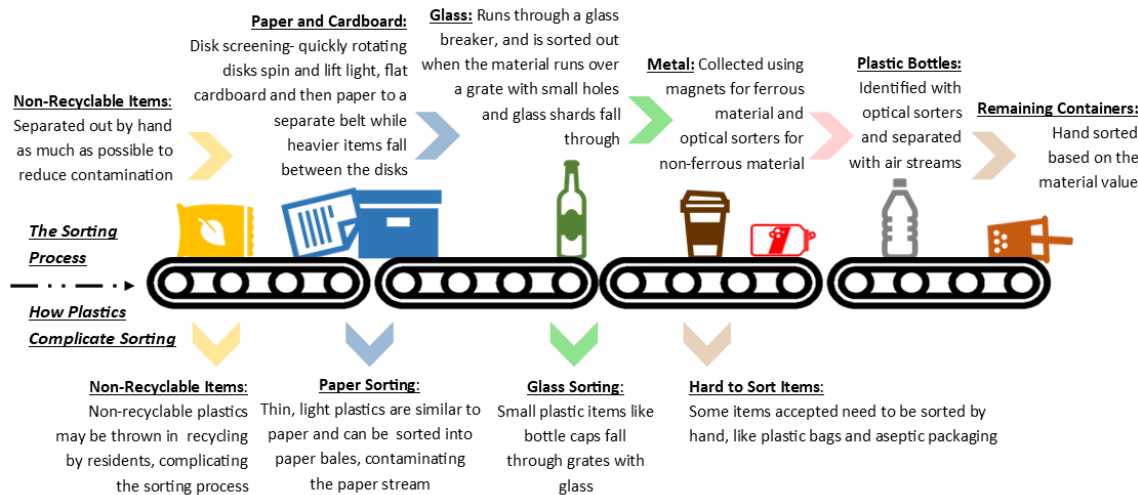 Non-Recyclable Items:
Separated out by hand
as much as possible to
reduce contamination
Paper and Cardboard:
Disk screening- quickly rotating
disks spin and lift light, flat
cardboard and then paper to a
separate belt while
heavier items fall
between the disks
Glass: Runs through a glass
breaker, and is sorted out
when the material runs over
a grate with small holes
and glass shards fall
through
Metal: Collected using
magnets for ferrous
material and
optical sorters for
non-ferrous material
Plastic Bottles:
Identified with
optical sorters
and separated
with air streams
Remaining Containers:
Hand sorted
based on the
material value
The Sorting
Process
How Plastics
Complicate Sorting
Non-Recyclable Items:
Non-recyclable plastics
may be thrown in recycling
by residents, complicating
the sorting process
Paper Sorting:
Thin, light plastics are similar to
paper and can be sorted into
paper bales, contaminating
the paper stream
Glass Sorting:
Small plastic items like
bottle caps fall
through grates with
glass
Hard to Sort Items:
Some items accepted need to be sorted by
hand, like plastic bags and aseptic packaging